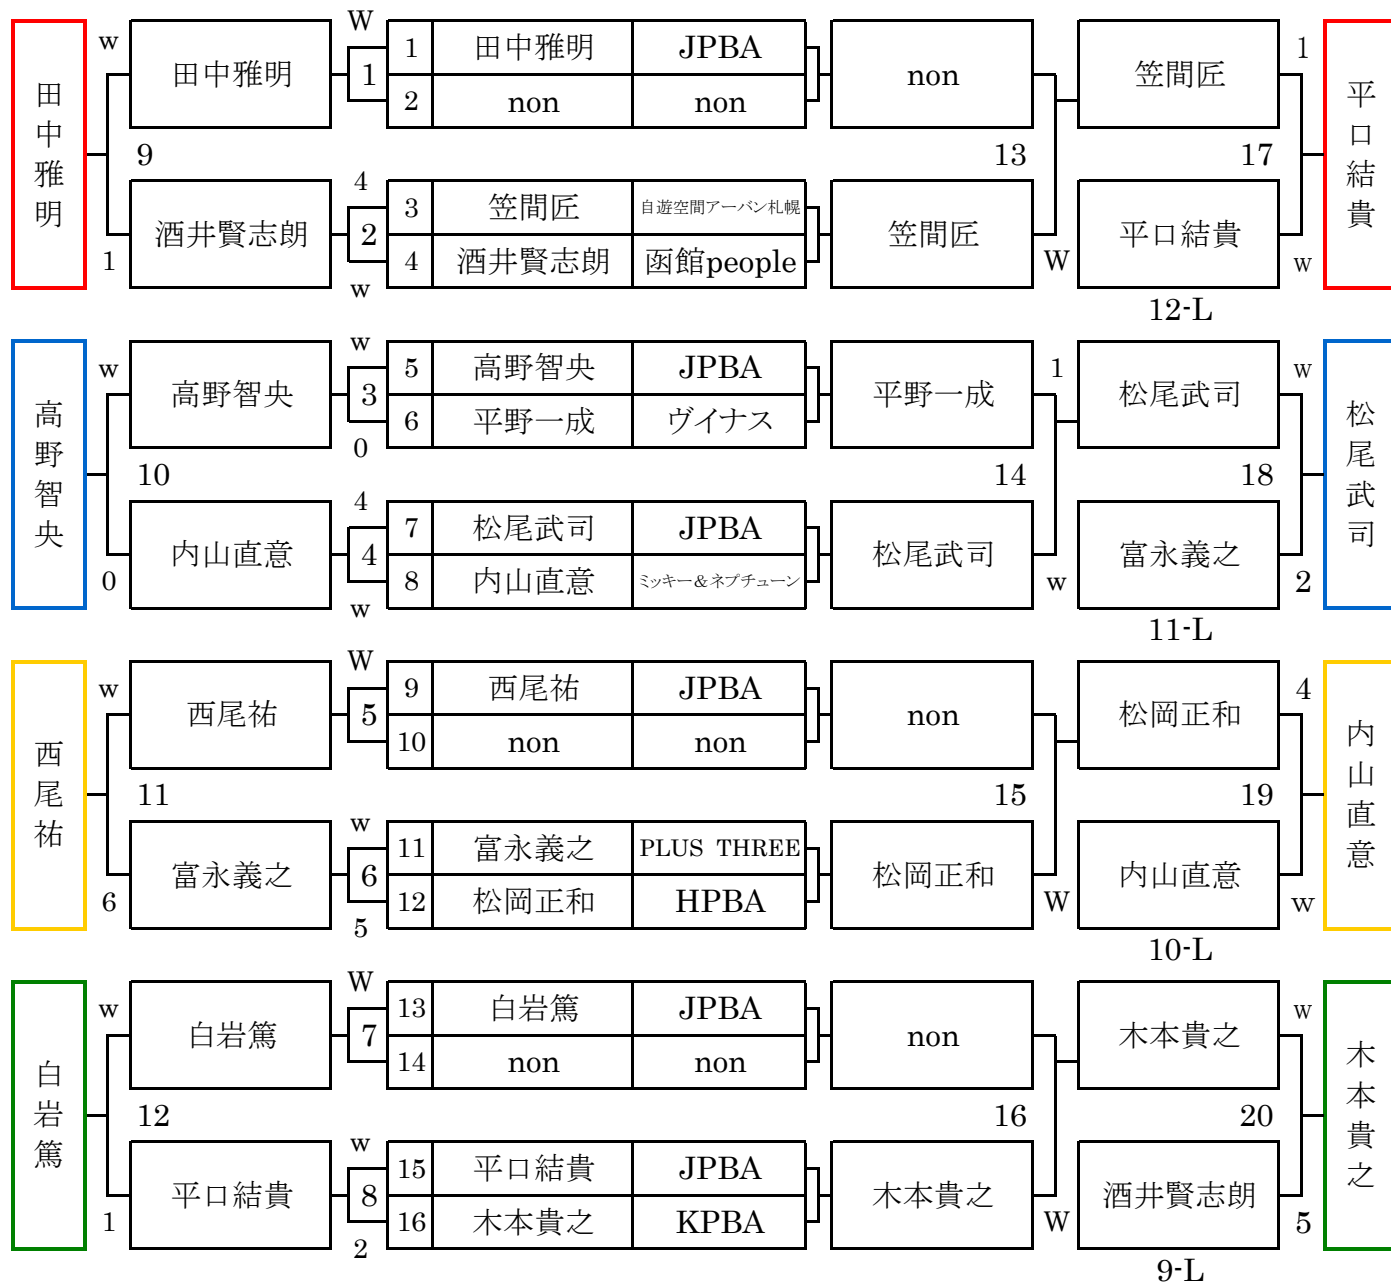 W
w
1
田中雅明
田中雅明
1
1
田中雅明
JPBA
2
non
non
non
笠間匠
平口結貴
9
13
17
1
酒井賢志朗
4
2
w
3
笠間匠
自遊空間アーバン札幌
4
酒井賢志朗
函館people
笠間匠
W
平口結貴
w
12-L
w
w
高野智央
高野智央
3
0
5
高野智央
JPBA
6
平野一成
ヴイナス
平野一成
1
松尾武司
w
松尾武司
10
14
18
0
内山直意
4
4
w
7
松尾武司
JPBA
8
内山直意
ミッキー&ネプチューン
松尾武司
w
富永義之
2
11-L
W
w
西尾祐
西尾祐
5
9
西尾祐
JPBA
10
non
non
non
松岡正和
4
内山直意
11
15
19
6
富永義之
w
6
5
11
富永義之
PLUS THREE
12
松岡正和
HPBA
松岡正和
W
内山直意
w
10-L
W
w
白岩篤
白岩篤
7
13
白岩篤
JPBA
14
non
non
non
木本貴之
w
木本貴之
12
16
20
1
平口結貴
w
8
2
15
平口結貴
JPBA
16
木本貴之
KPBA
木本貴之
W
酒井賢志朗
5
9-L